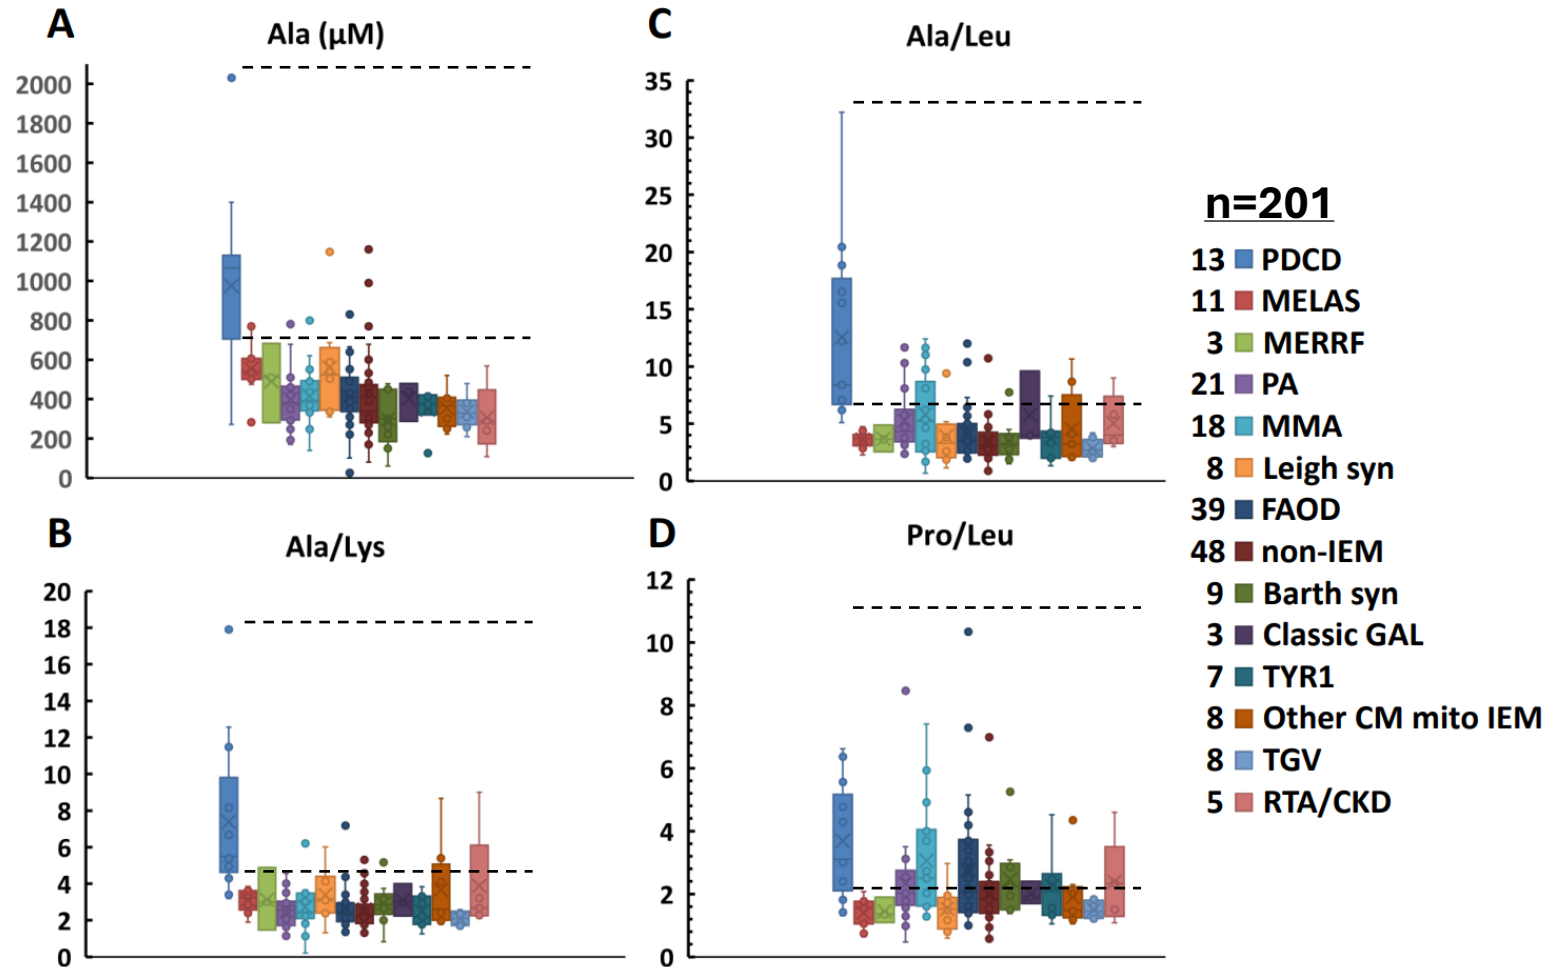 A
Ala (µM)
2000
1800
1600
1400
1200
1000
800
600
400
200
0
C
Ala/Leu
35
30
25
20
15
10
5
0
B
Ala/Lys
20
18
16
14
12
10
8
6
4
2
0
D
Pro/Leu
12
10
8
6
4
2
0
n=201
13 PDCD
11 MELAS
3 MERRF
21 PA
18 MMA
8 Leigh syn
39 FAOD
48 non-IEM
9 Barth syn
3 Classic GAL
7 TYR1
8 Other CM mito IEM
8 TGV
5 RTA/CKD